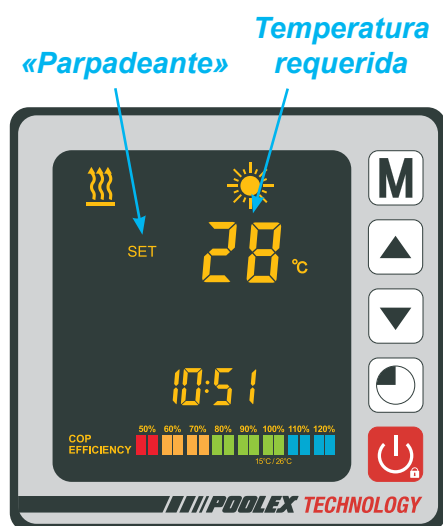 Temperatura
«Parpadeante» requerida
M
SET 28 °C
10:51
50% 60% 70% 80% 90% 100% 110% 120%
COP
EFFICIENCY
15°C / 26°C
POOLEX TECHNOLOGY